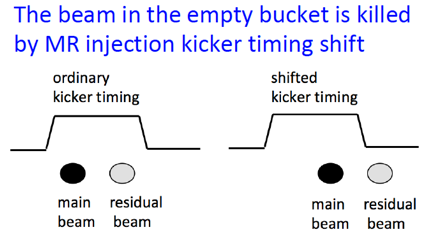 The beam in the empty bucket is killed
by MR injection kicker timing shift
ordinary
kicker timing
shifted
kicker timing
main residual
beam beam
main residual
beam beam